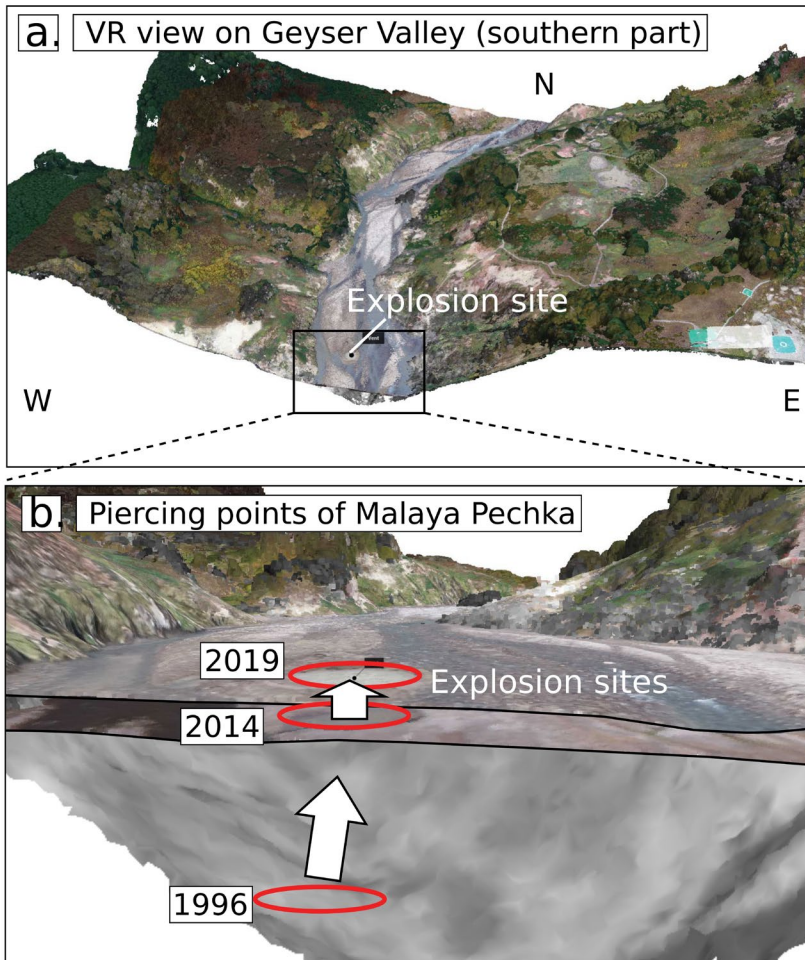 a. VR view on Geyser Valley (southern part)
N
Explosion site
Vent
W
E
b. Piercing points of Malaya Pechka
2019
Explosion sites
2014
1996